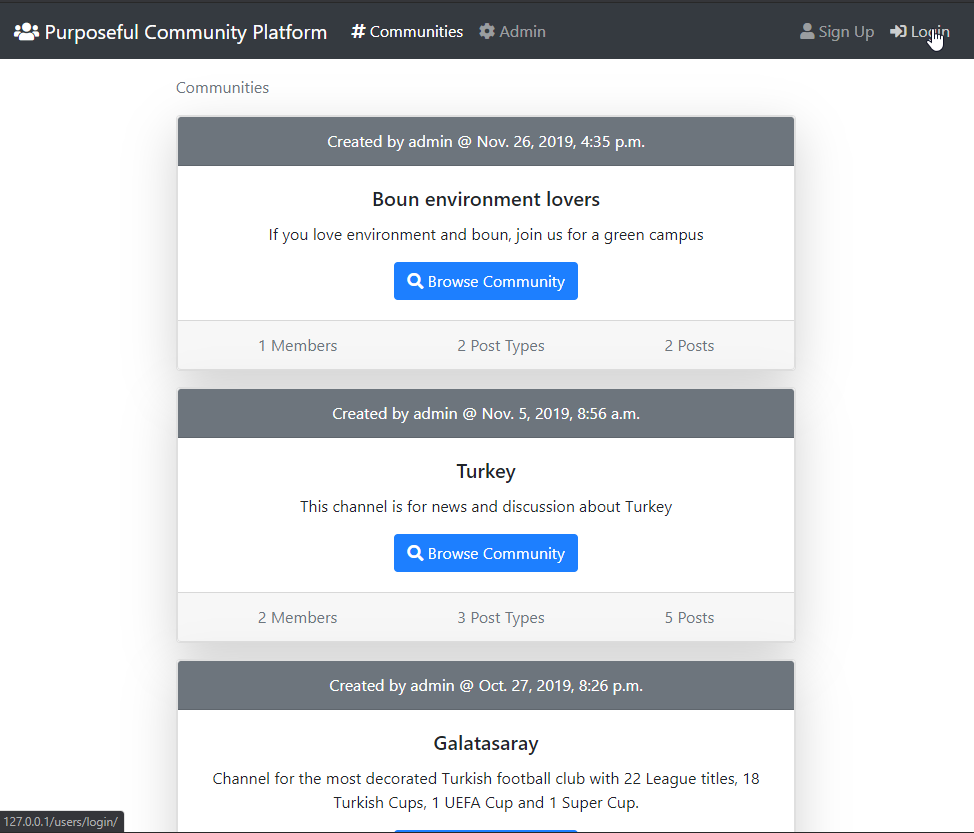 Purposeful Community Platform # Communities Admin Sign Up Login
Communities
Created by admin @ Nov. 26, 2019, 4:35 p.m.
Boun environment lovers
If you love environment and boun, join us for a green campus
Browse Community
1 Members 2 Post Types 2 Posts
Created by admin @ Nov. 5, 2019, 8:56 a.m.
Turkey
This channel is for news and discussion about Turkey
Browse Community
2 Members 3 Post Types 5 Posts
Created by admin @ Oct. 27, 2019, 8:26 p.m.
Galatasaray
Channel for the most decorated Turkish football club with 22 League titles, 18
Turkish Cups, 1 UEFA Cup and 1 Super Cup.
127.0.0.1/users/login/